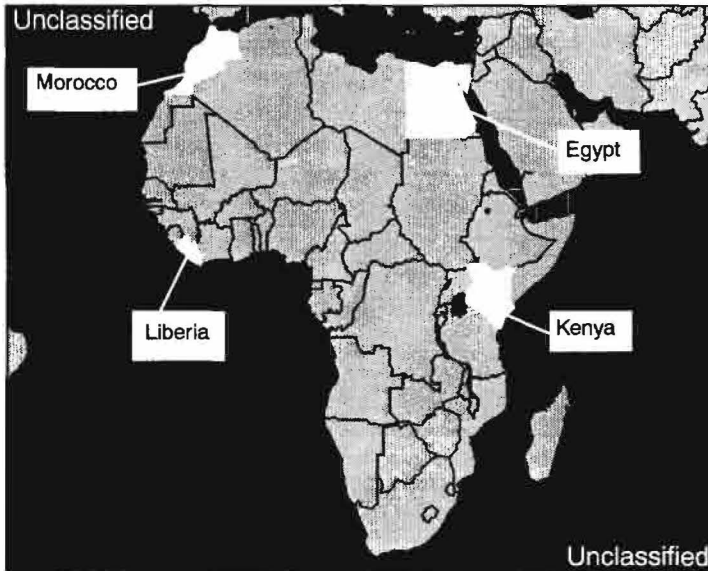 Unclassified
Morocco
Egypt
Liberia
Kenya
Unclassified